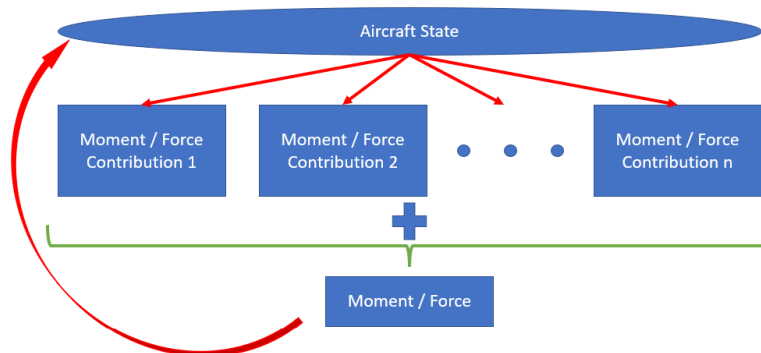 Aircraft State
Moment / Force
Contribution 1
Moment / Force
Contribution 2
Moment / Force
Contribution n
Moment / Force